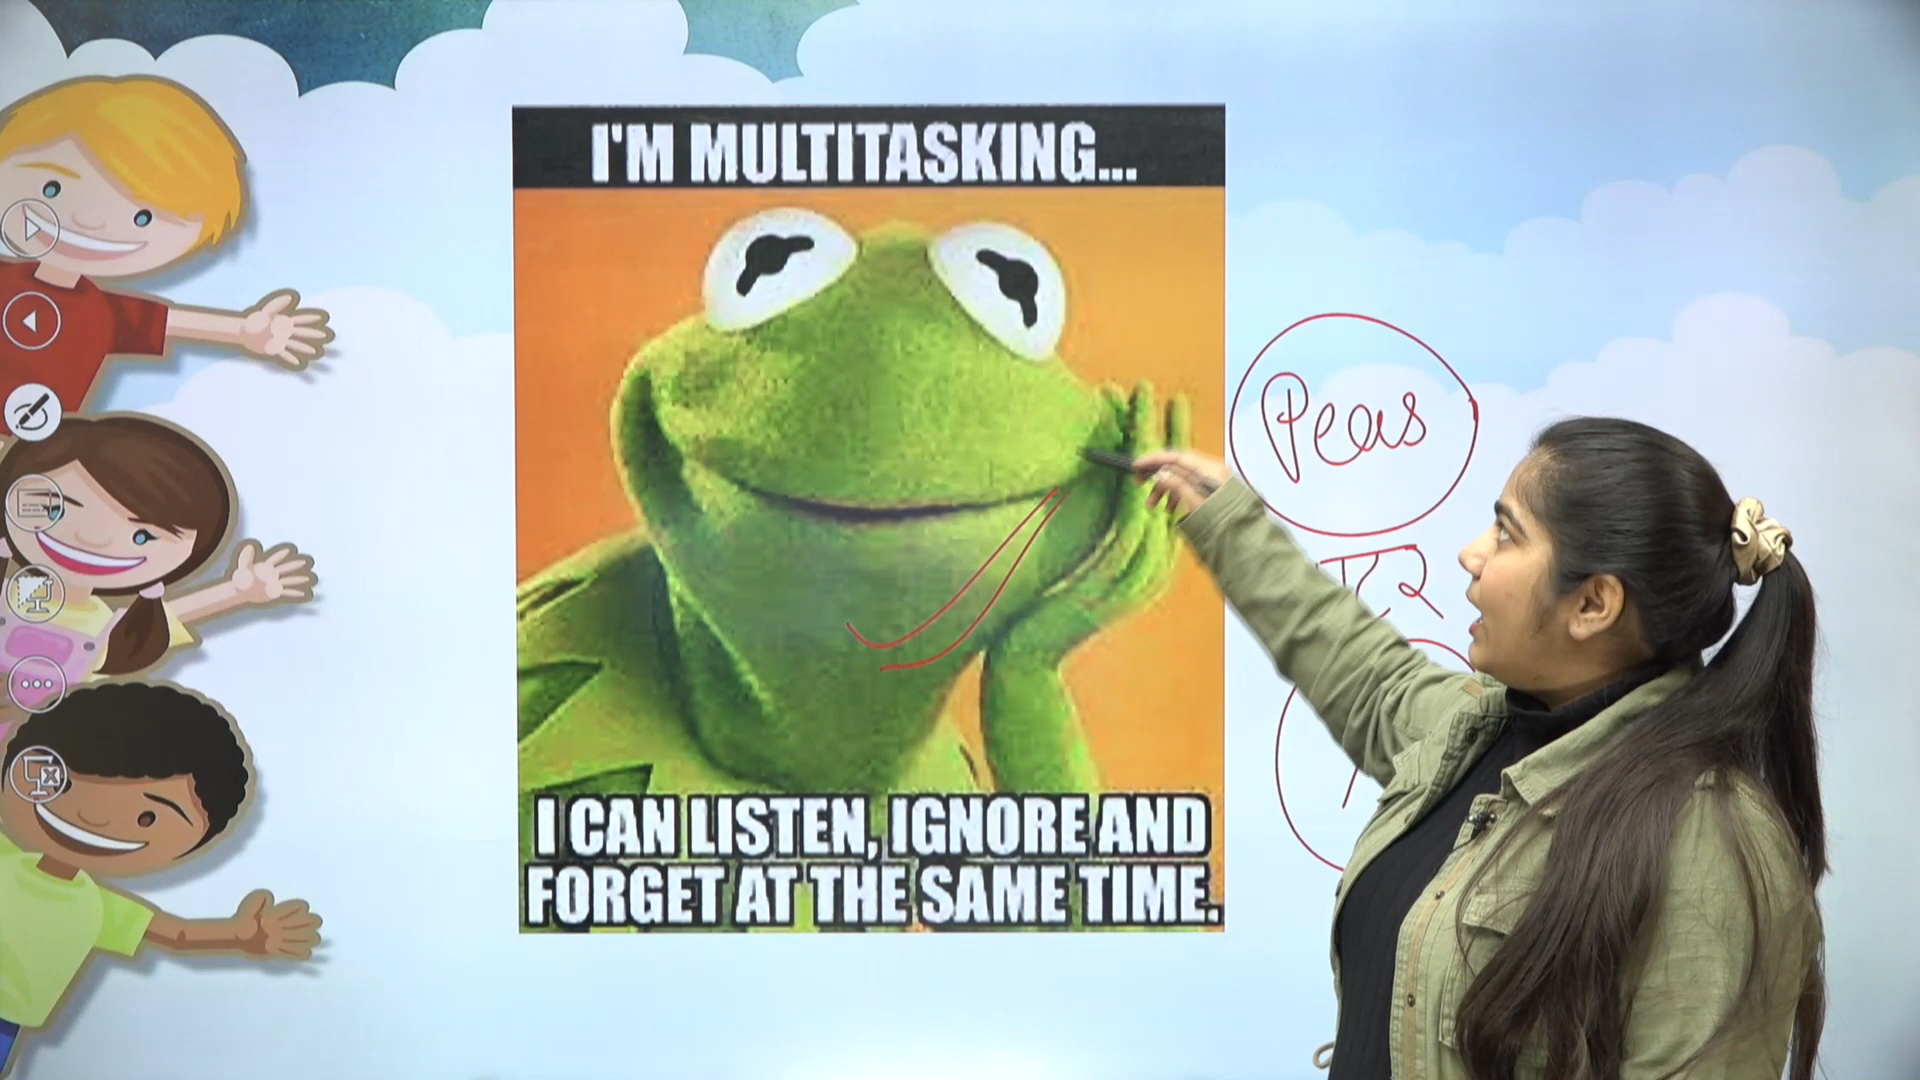 I'M MULTITASKING...
I CAN LISTEN, IGNORE AND
FORGET AT THE SAME TIME.
Peas